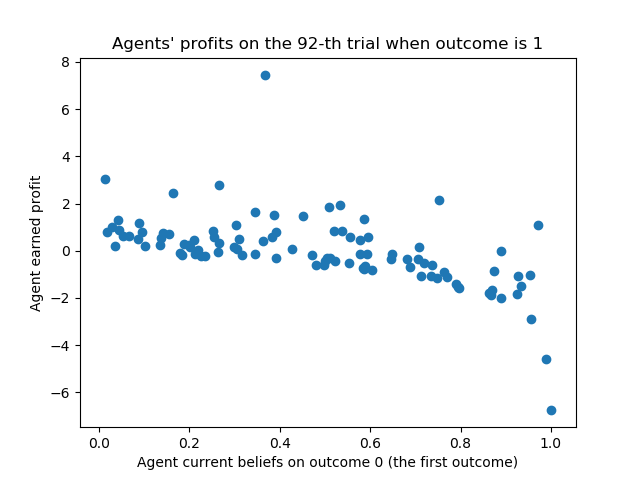 Agents' profits on the 92-th trial when outcome is 1
Agent earned profit
8
6
4
2
0
−2
−4
−6
0.0 0.2 0.4 0.6 0.8 1.0
Agent current beliefs on outcome 0 (the first outcome)